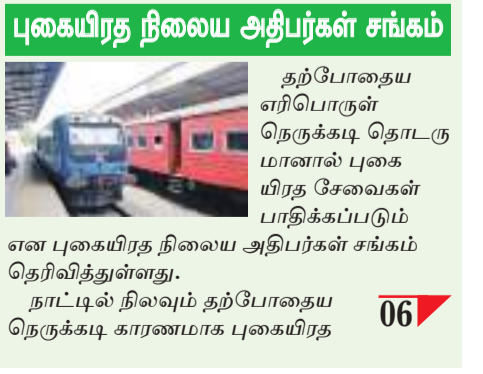 புகையிரத நிலைய அதிபர்கள் சங்கம்
தற்போதைய
எரிபொருள்
நெருக்கடி தொடரு
மானால் புகை
யிரத சேவைகள்
பாதிக்கப்படும்
என புகையிரத நிலைய அதிபர்கள் சங்கம்
தெரிவித்துள்ளது.
நாட்டில் நிலவும் தற்போதைய
நெருக்கடி காரணமாக புகையிரத
06